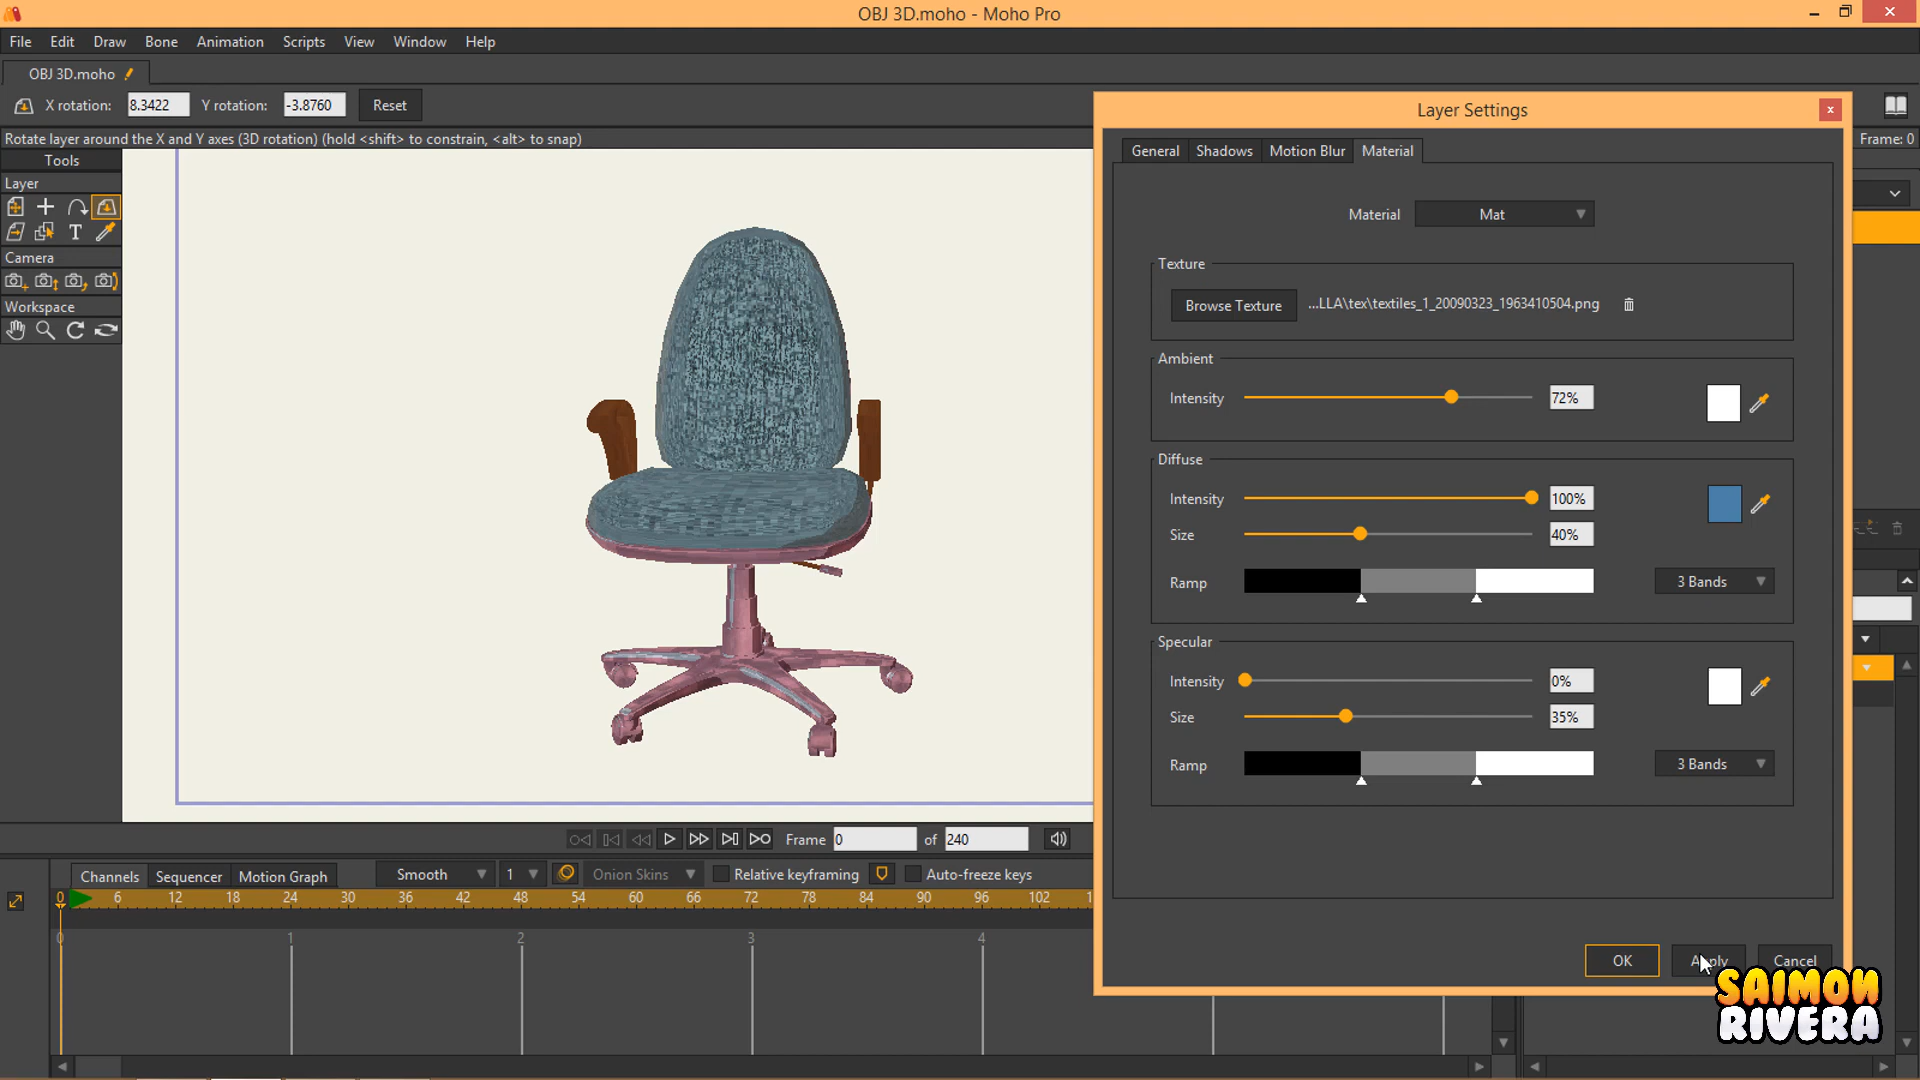 OBJ 3D.moho - Moho Pro
File Edit Draw Bone Animation Scripts View Window Help
OBJ 3D.moho
X rotation: 8.3422 Y rotation: -3.8760 Reset
Rotate layer around the X and Y axes (3D rotation) (hold <shift> to constrain, <alt> to snap)
Frame: 0
Tools
Layer
T
Camera
Workspace
Layer Settings
General Shadows Motion Blur Material
Material Mat
Texture
Browse Texture ...LLA\tex\textiles_1_20090323_1963410504.png
Ambient
Intensity 72%
Diffuse
Intensity 100%
Size 40%
Ramp 3 Bands
Specular
Intensity 0%
Size 35%
Ramp 3 Bands
OK Apply Cancel
Frame 0 of 240
Channels Sequencer Motion Graph Smooth 1 Onion Skins Relative keyframing Auto-freeze keys
0 6 12 18 24 30 36 42 48 54 60 66 72 78 84 90 96 102
0 1 2 3 4
SAIMON
RIVERA